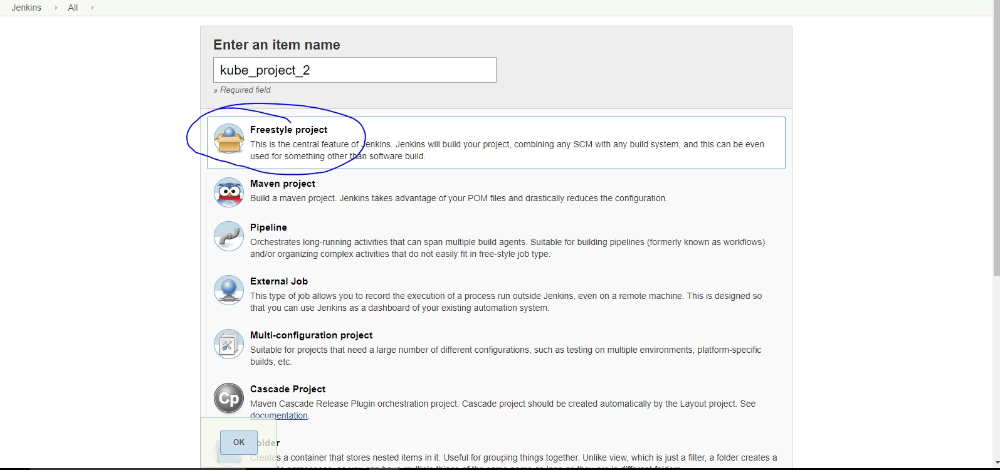 Jenkins All
Enter an item name
kube_project_2
» Required field
Freestyle project
This is the central feature of Jenkins. Jenkins will build your project, combining any SCM with any build system, and this can be even
used for something other than software build.
Maven project
Build a maven project. Jenkins takes advantage of your POM files and drastically reduces the configuration.
Pipeline
Orchestrates long-running activities that can span multiple build agents. Suitable for building pipelines (formerly known as workflows)
and/or organizing complex activities that do not easily fit in free-style job type.
External Job
This type of job allows you to record the execution of a process run outside Jenkins, even on a remote machine. This is designed so
that you can use Jenkins as a dashboard of your existing automation system.
Multi-configuration project
Suitable for projects that need a large number of different configurations, such as testing on multiple environments, platform-specific
builds, etc.
Cp
Cascade Project
Maven Cascade Release Plugin orchestration project. Cascade project should be created automatically by the Layout project. See
documentation.
OK
Folder
Creates a container that stores nested items in it. Useful for grouping things together. Unlike view, which is just a filter, a folder creates a